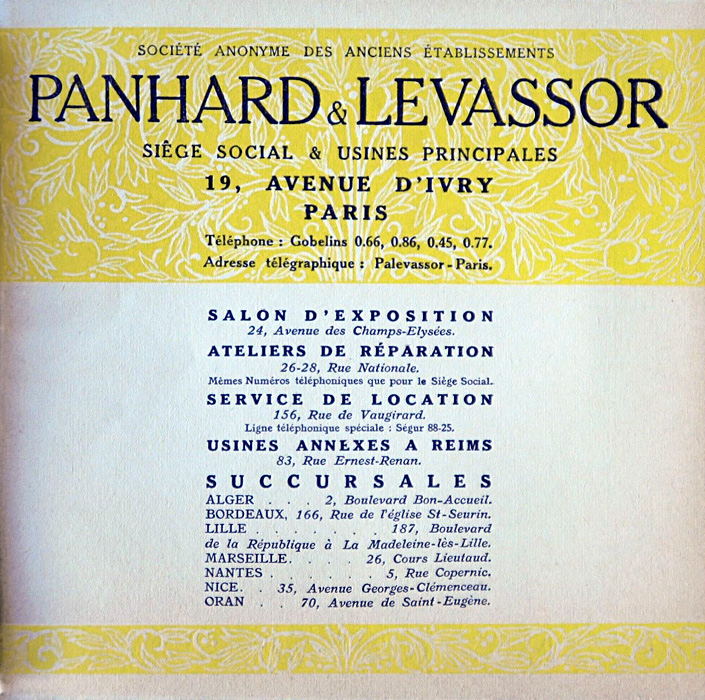 SOCIÉTÉ ANONYME DES ANCIENS ÉTABLISSEMENTS
PANHARD & LEVASSOR
SIÈGE SOCIAL & USINES PRINCIPALES
19, AVENUE D'IVRY
PARIS
Téléphone : Gobelins 0.66, 0.86, 0.45, 0.77.
Adresse télégraphique : Palevassor - Paris.
SALON D'EXPOSITION
24, Avenue des Champs-Elysées.
ATELIERS DE RÉPARATION
26-28, Rue Nationale.
Mêmes Numéros téléphoniques que pour le Siège Social.
SERVICE DE LOCATION
156, Rue de Vaugirard.
Ligne téléphonique spéciale : Ségur 88-25.
USINES ANNEXES A REIMS
83, Rue Ernest-Renan.
SUCCURSALES
ALGER . . . 2, Boulevard Bon-Accueil.
BORDEAUX, 166, Rue de l'église St-Seurin.
LILLE . . . . . . . 187, Boulevard
de la République à La Madeleine-lès-Lille.
MARSEILLE. . . . 26, Cours Lieutaud.
NANTES . . . . . 5, Rue Copernic.
NICE. . 35, Avenue Georges-Clémenceau.
ORAN . . 70, Avenue de Saint-Eugène.